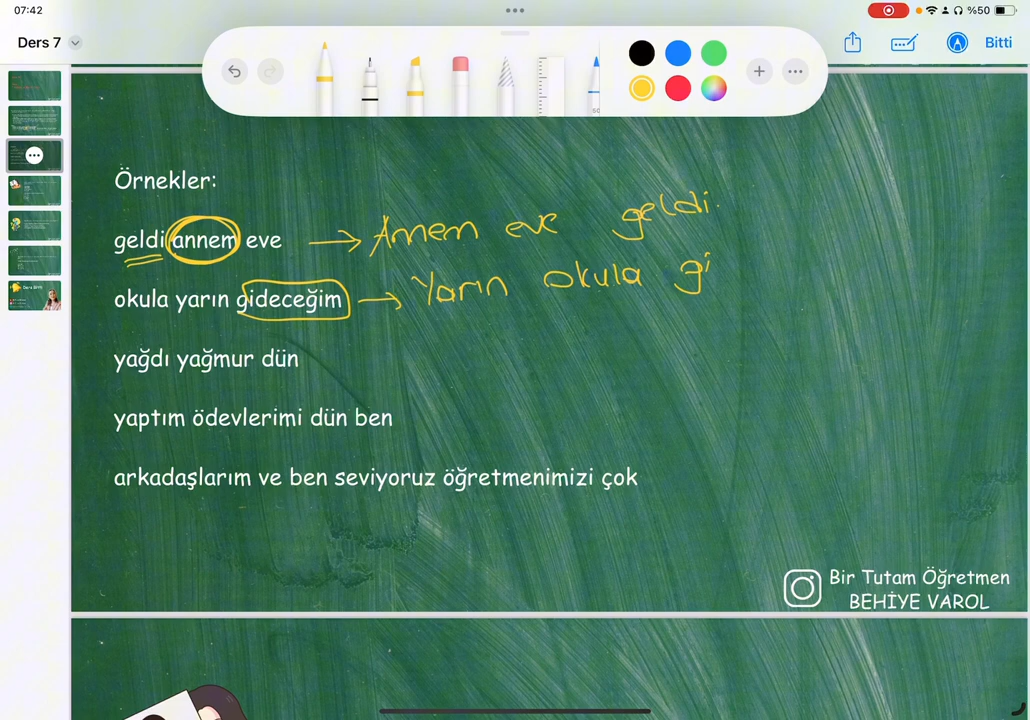 07:42
%50
Ders 7
Bitti
Örnekler:
geldi annem eve → Annem eve geldi.
okula yarın gideceğim → Yarın okula gi
yağdı yağmur dün
yaptım ödevlerimi dün ben
arkadaşlarım ve ben seviyoruz öğretmenimizi çok
Bir Tutam Öğretmen
BEHİYE VAROL